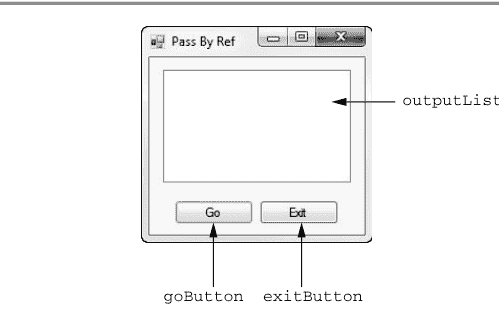 Pass By Ref
outputList
Go
Exit
goButton
exitButton